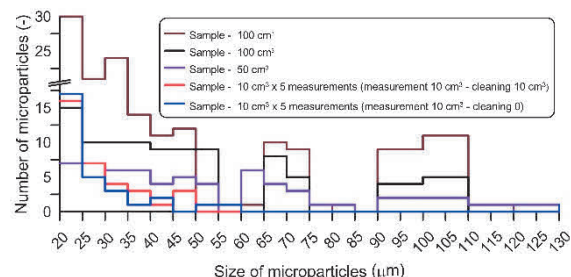 Number of microparticles (-)
30
25
15
10
5
0
Sample - 100 cm³
Sample - 100 cm³
Sample - 50 cm³
Sample - 10 cm³ x 5 measurements (measurement 10 cm³ - cleaning 10 cm³)
Sample - 10 cm³ x 5 measurements (measurement 10 cm³ - cleaning 0)
20 25 30 35 40 45 50 55 60 65 70 75 80 85 90 95 100 105 110 115 120 125 130
Size of microparticles (μm)